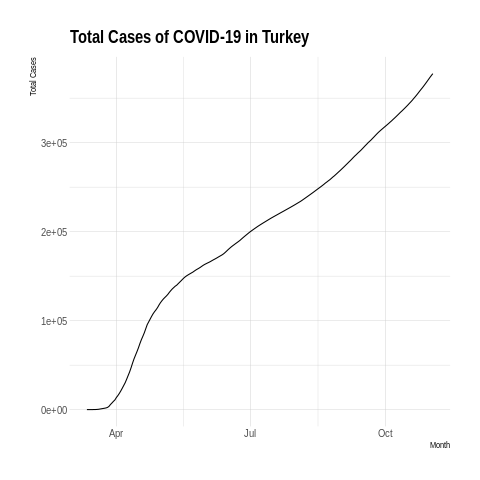 Total Cases of COVID-19 in Turkey
Total Cases
3e+05
2e+05
1e+05
0e+00
Apr
Jul
Oct
Month